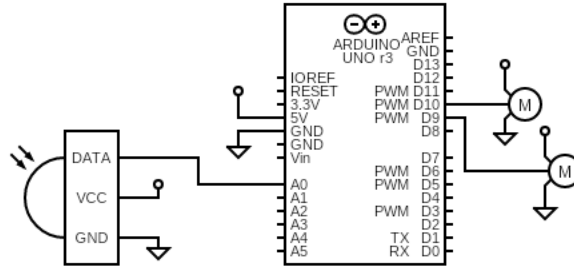 ARDUINO
UNO r3
AREF
GND
D13
IOREF D12
RESET PWM D11
3.3V PWM D10
5V PWM D9
GND D8
GND
Vin D7
PWM D6
A0 PWM D5
A1 D4
A2 PWM D3
A3 D2
A4 TX D1
A5 RX D0
DATA
VCC
GND
M
M